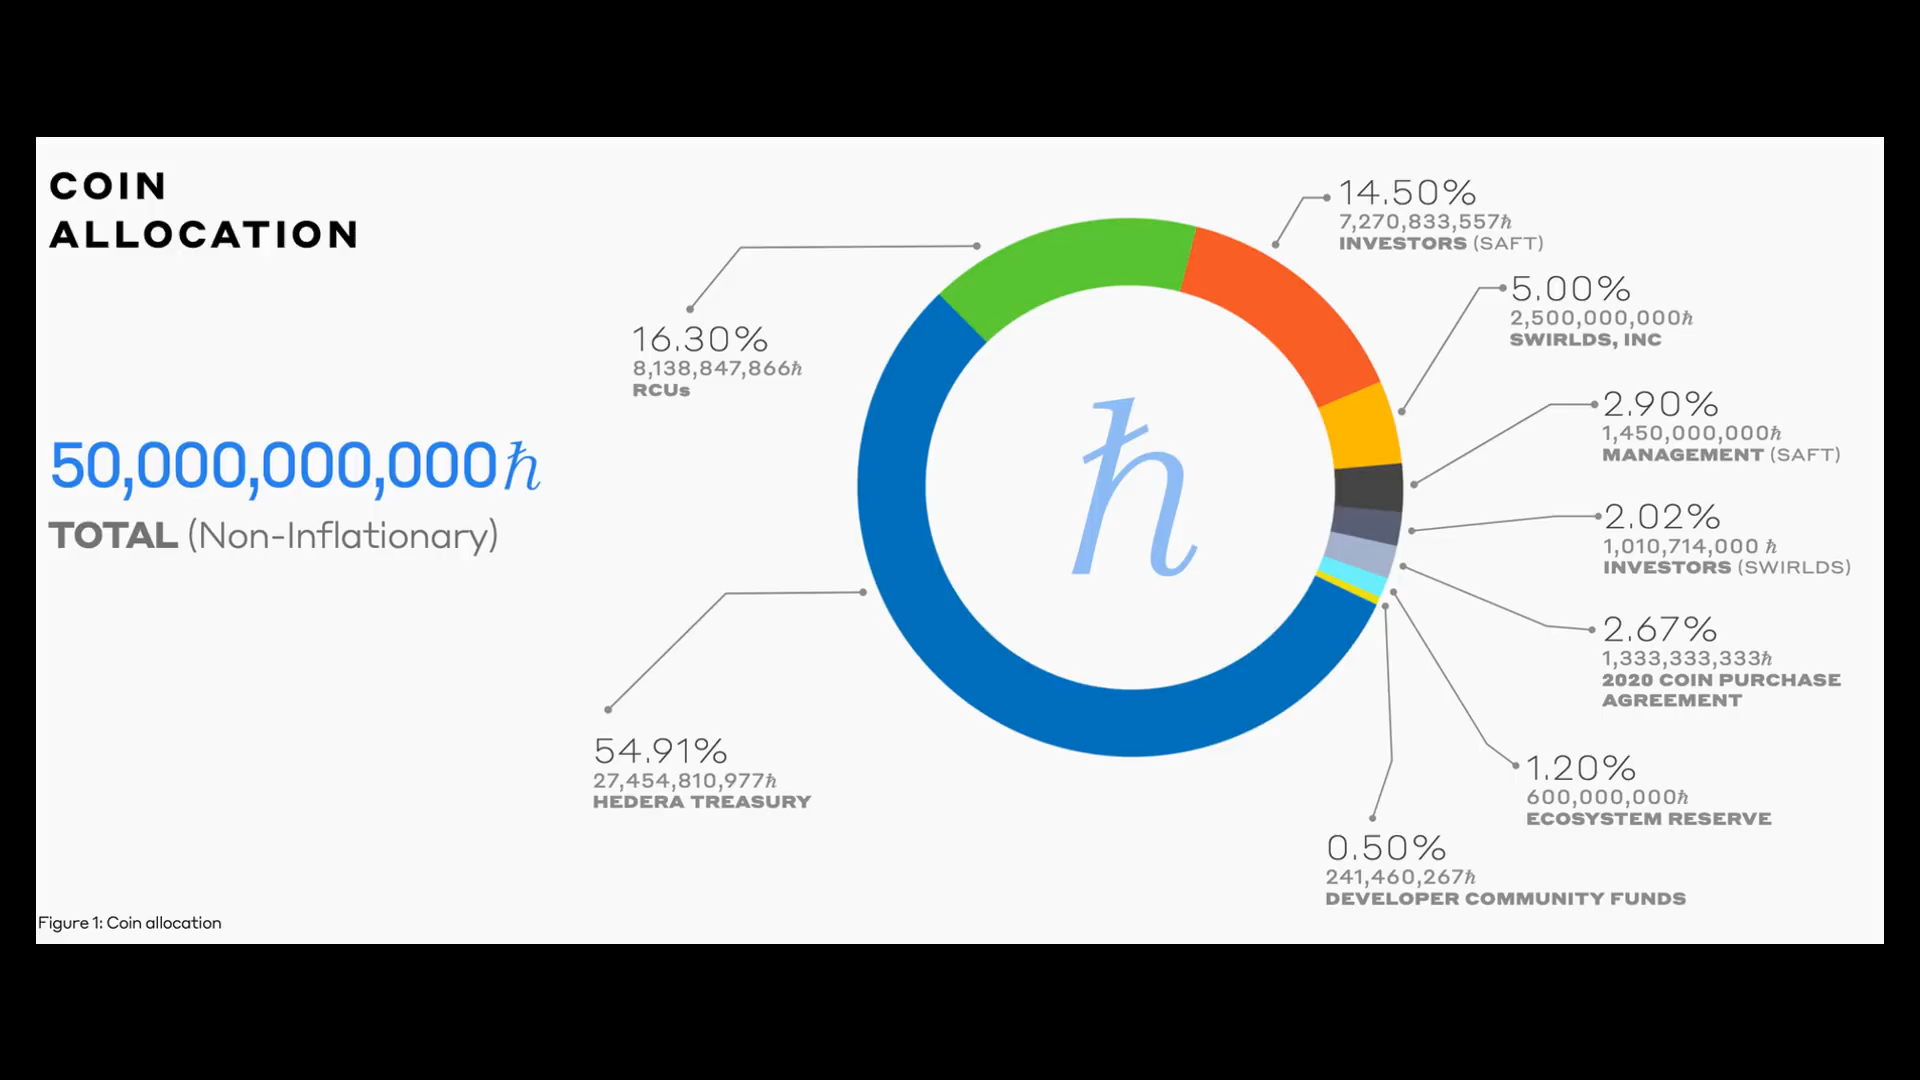 COIN
ALLOCATION
50,000,000,000ℏ
TOTAL (Non-Inflationary)
16.30%
8,138,847,866ℏ
RCUs
54.91%
27,454,810,977ℏ
HEDERA TREASURY
ℏ
14.50%
7,270,833,557ℏ
INVESTORS (SAFT)
5.00%
2,500,000,000ℏ
SWIRLDS, INC
2.90%
1,450,000,000ℏ
MANAGEMENT (SAFT)
2.02%
1,010,714,000 ℏ
INVESTORS (SWIRLDS)
2.67%
1,333,333,333ℏ
2020 COIN PURCHASE
AGREEMENT
1.20%
600,000,000ℏ
ECOSYSTEM RESERVE
0.50%
241,460,267ℏ
DEVELOPER COMMUNITY FUNDS
Figure 1: Coin allocation